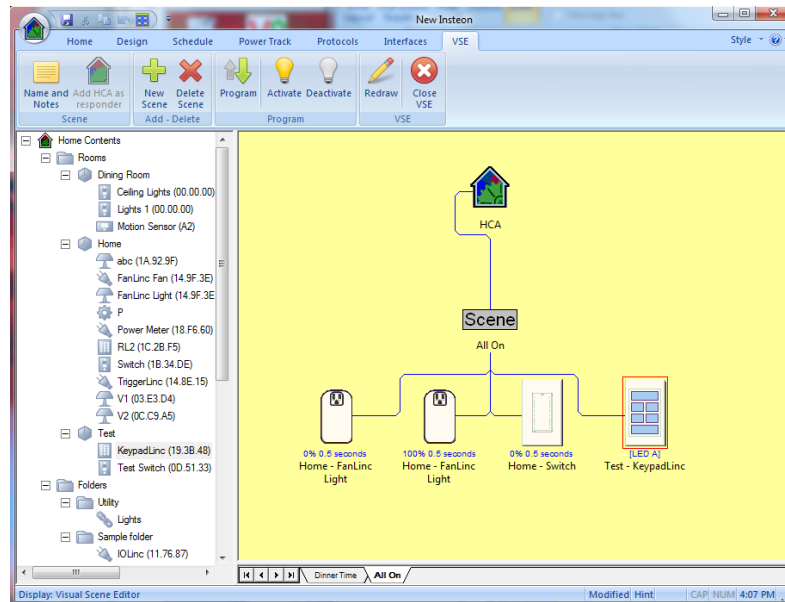 New Insteon
Home Design Schedule Power Track Protocols Interfaces VSE Style
Name and Notes
Add HCA as responder
New Scene
Delete Scene
Program
Activate
Deactivate
Redraw
Close VSE
Scene
Add - Delete
Program
VSE
Home Contents
Rooms
Dining Room
Ceiling Lights (00.00.00)
Lights 1 (00.00.00)
Motion Sensor (A2)
Home
abc (1A.92.9F)
FanLinc Fan (14.9F.3E)
FanLinc Light (14.9F.3E
P
Power Meter (18.F6.60)
RL2 (1C.2B.F5)
Switch (1B.34.DE)
TriggerLinc (14.8E.15)
V1 (03.E3.D4)
V2 (0C.C9.A5)
Test
KeypadLinc (19.3B.48)
Test Switch (0D.51.33)
Folders
Utility
Lights
Sample folder
IOLinc (11.76.87)
HCA
Scene
All On
0% 0.5 seconds
Home - FanLinc
Light
100% 0.5 seconds
Home - FanLinc
Light
0% 0.5 seconds
Home - Switch
[LED A]
Test - KeypadLinc
DinnerTime
All On
Display: Visual Scene Editor
Modified Hint CAP NUM 4:07 PM